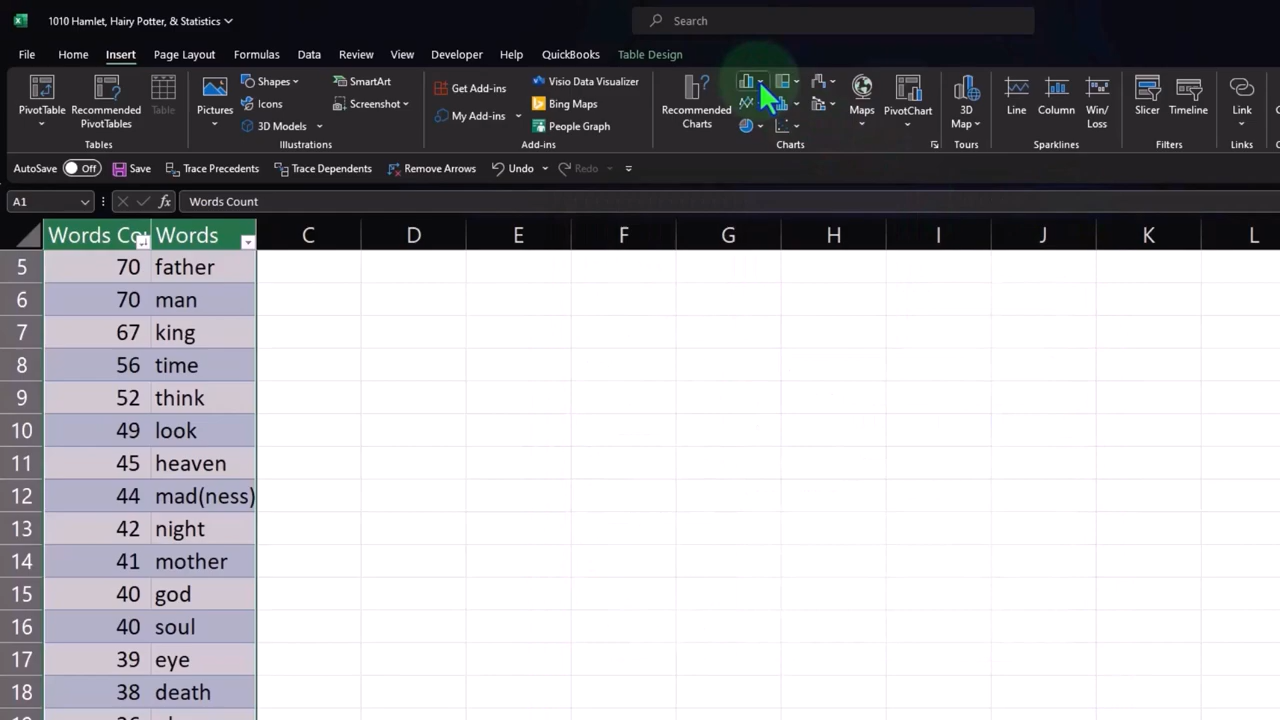 1010 Hamlet, Hairy Potter, & Statistics
Search
File Home Insert Page Layout Formulas Data Review View Developer Help QuickBooks Table Design
PivotTable
Recommended PivotTables
Table
Tables
Pictures
Shapes
Icons
3D Models
SmartArt
Screenshot
Illustrations
Get Add-ins
My Add-ins
Visio Data Visualizer
Bing Maps
People Graph
Add-ins
Recommended Charts
Maps
PivotChart
Charts
3D Map
Tours
Line
Column
Win/ Loss
Sparklines
Slicer
Timeline
Filters
Link
Links
AutoSave Off Save Trace Precedents Trace Dependents Remove Arrows Undo Redo
A1 fx Words Count
Words Cou Words C D E F G H I J K L
5 70 father
6 70 man
7 67 king
8 56 time
9 52 think
10 49 look
11 45 heaven
12 44 mad(ness)
13 42 night
14 41 mother
15 40 god
16 40 soul
17 39 eye
18 38 death